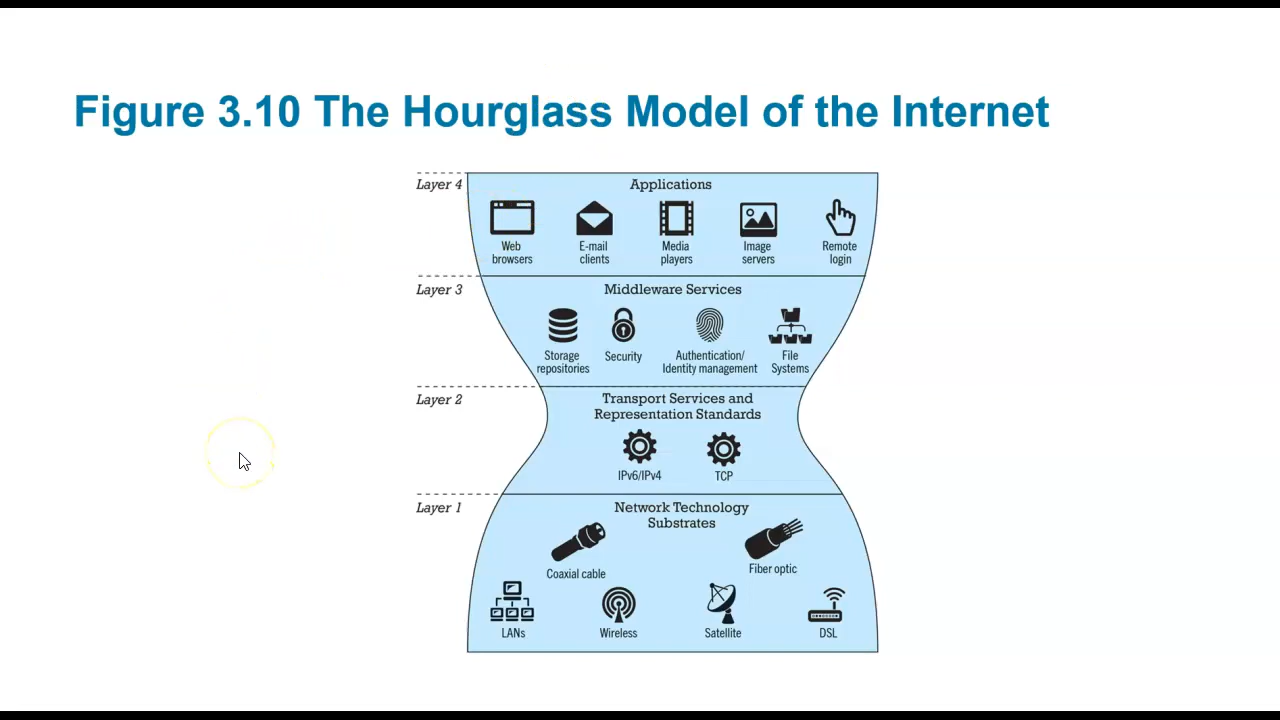 Figure 3.10 The Hourglass Model of the Internet
Layer 4
Applications
Web
browsers
E-mail
clients
Media
players
Image
servers
Remote
login
Layer 3
Middleware Services
Storage
repositories
Security
Authentication/
Identity management
File
Systems
Layer 2
Transport Services and
Representation Standards
IPv6/IPv4
TCP
Layer 1
Network Technology
Substrates
Coaxial cable
Fiber optic
LANs
Wireless
Satellite
DSL